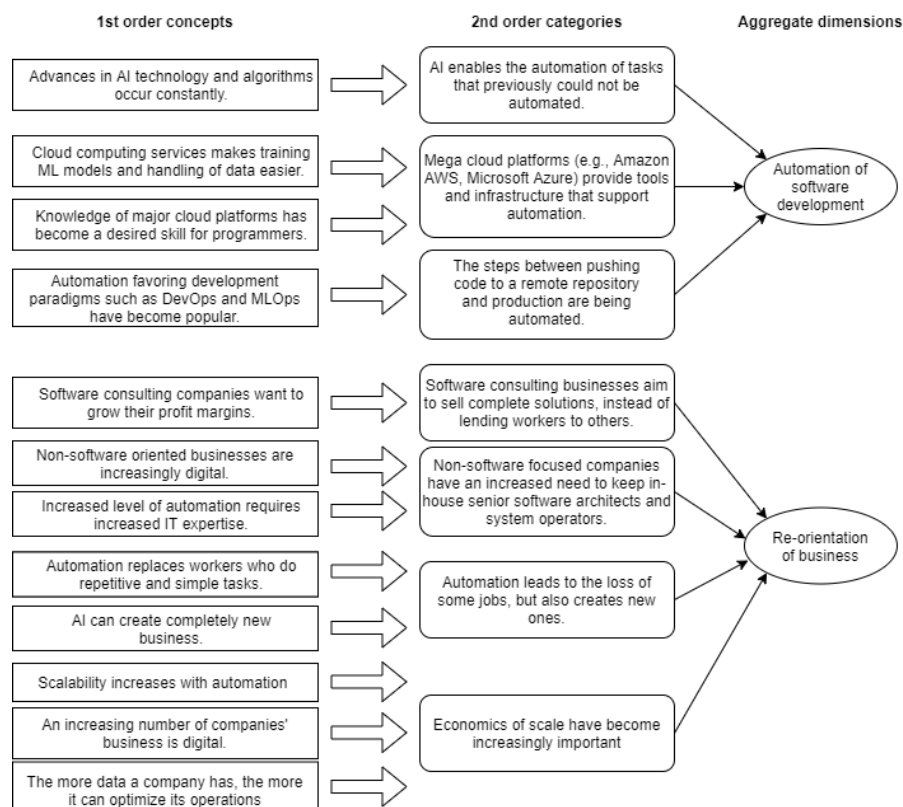 1st order concepts
2nd order categories
Aggregate dimensions
Advances in AI technology and algorithms
occur constantly.
AI enables the automation of tasks
that previously could not be
automated.
Cloud computing services makes training
ML models and handling of data easier.
Knowledge of major cloud platforms has
become a desired skill for programmers.
Mega cloud platforms (e.g., Amazon
AWS, Microsoft Azure) provide tools
and infrastructure that support
automation.
Automation of
software
development
Automation favoring development
paradigms such as DevOps and MLOps
have become popular.
The steps between pushing
code to a remote repository
and production are being
automated.
Software consulting companies want to
grow their profit margins.
Software consulting businesses aim
to sell complete solutions, instead of
lending workers to others.
Non-software oriented businesses are
increasingly digital.
Increased level of automation requires
increased IT expertise.
Non-software focused companies
have an increased need to keep in-
house senior software architects and
system operators.
Re-orientation
of business
Automation replaces workers who do
repetitive and simple tasks.
AI can create completely new
business.
Automation leads to the loss of
some jobs, but also creates new
ones.
Scalability increases with automation
An increasing number of companies'
business is digital.
The more data a company has, the more
it can optimize its operations
Economics of scale have become
increasingly important